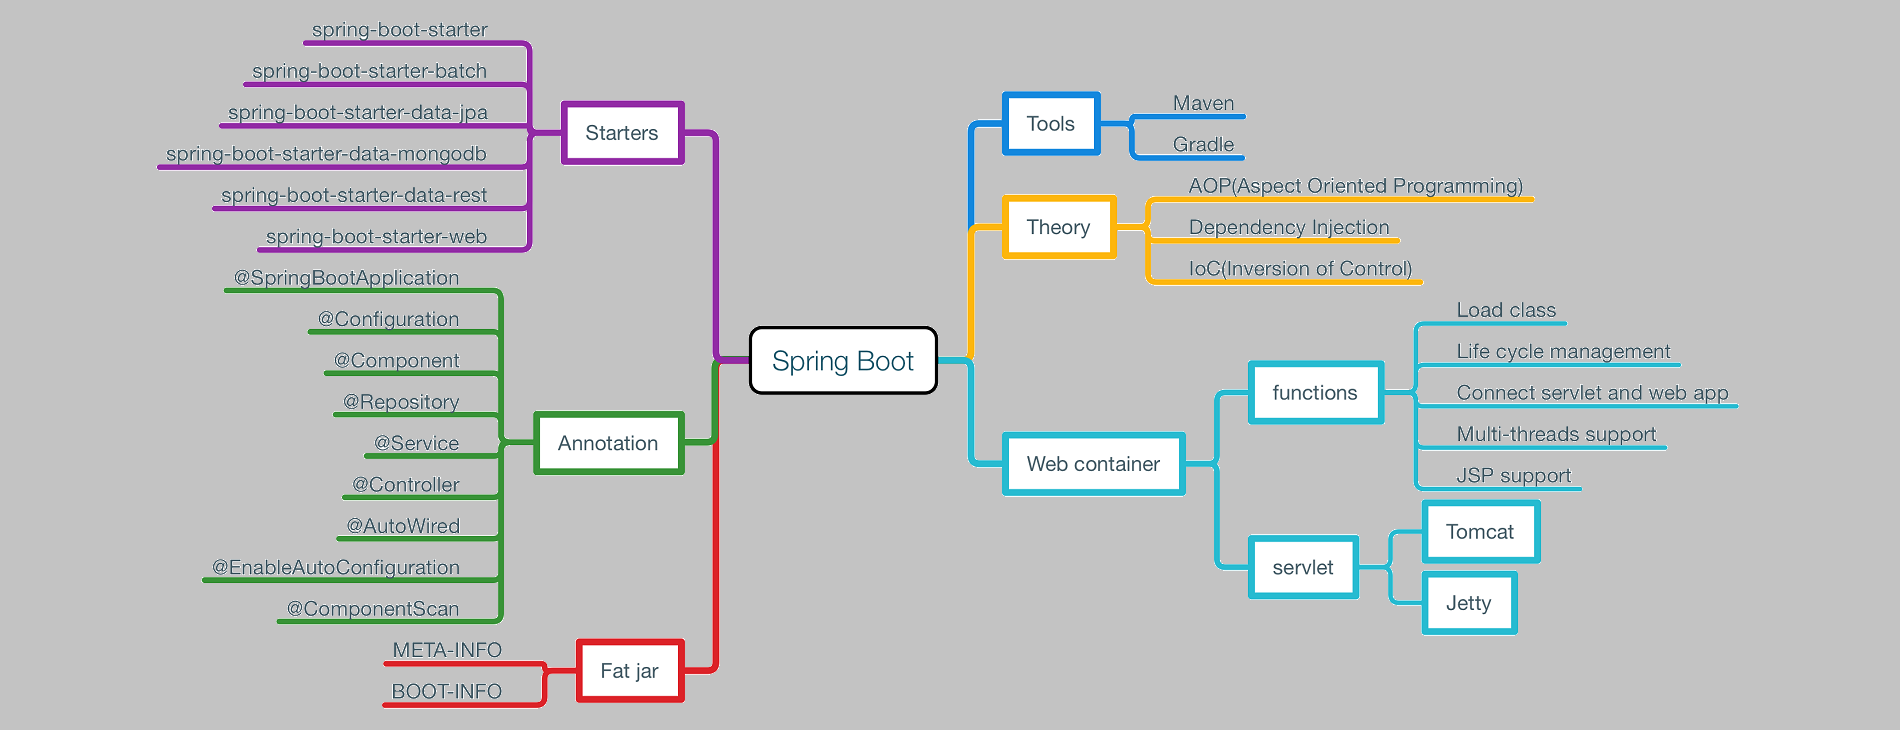 spring-boot-starter
spring-boot-starter-batch
spring-boot-starter-data-jpa
spring-boot-starter-data-mongodb
spring-boot-starter-data-rest
spring-boot-starter-web
Starters
@SpringBootApplication
@Configuration
@Component
@Repository
@Service
@Controller
@AutoWired
@EnableAutoConfiguration
@ComponentScan
Annotation
META-INFO
BOOT-INFO
Fat jar
Spring Boot
Tools
Maven
Gradle
Theory
AOP(Aspect Oriented Programming)
Dependency Injection
IoC(Inversion of Control)
Web container
functions
Load class
Life cycle management
Connect servlet and web app
Multi-threads support
JSP support
servlet
Tomcat
Jetty